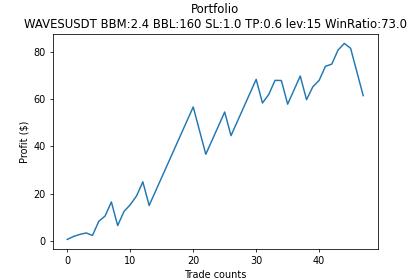 Portfolio
WAVESUSDT BBM:2.4 BBL:160 SL:1.0 TP:0.6 lev:15 WinRatio:73.0
80
60
40
20
0
Profit ($)
0 10 20 30 40
Trade counts